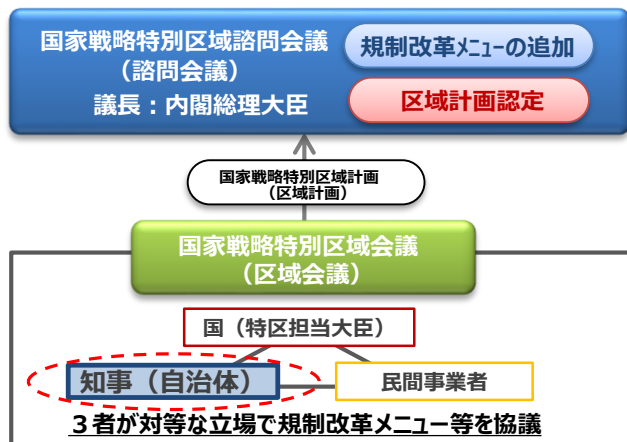 国家戦略特別区域諮問会議
（諮問会議）
議長：内閣総理大臣
規制改革メニューの追加
区域計画認定
国家戦略特別区域計画
（区域計画）
国家戦略特別区域会議
（区域会議）
国（特区担当大臣）
知事（自治体）
民間事業者
３者が対等な立場で規制改革メニュー等を協議